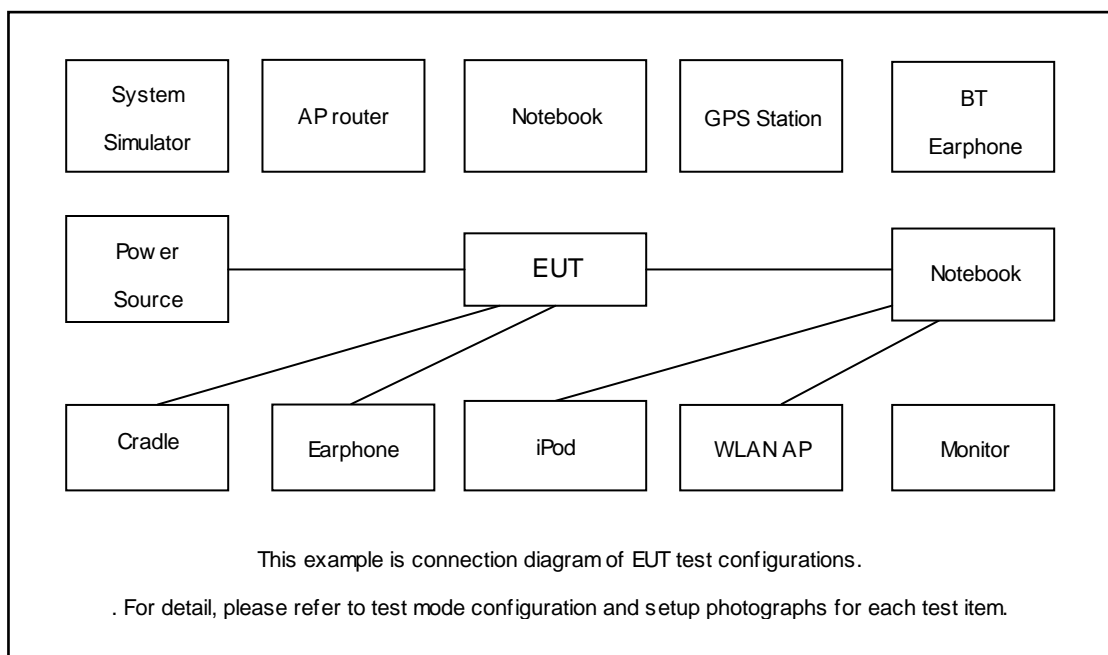 System
Simulator
AP router
Notebook
GPS Station
BT
Earphone
Power
Source
EUT
Notebook
Cradle
Earphone
iPod
WLAN AP
Monitor
This example is connection diagram of EUT test configurations.
. For detail, please refer to test mode configuration and setup photographs for each test item.